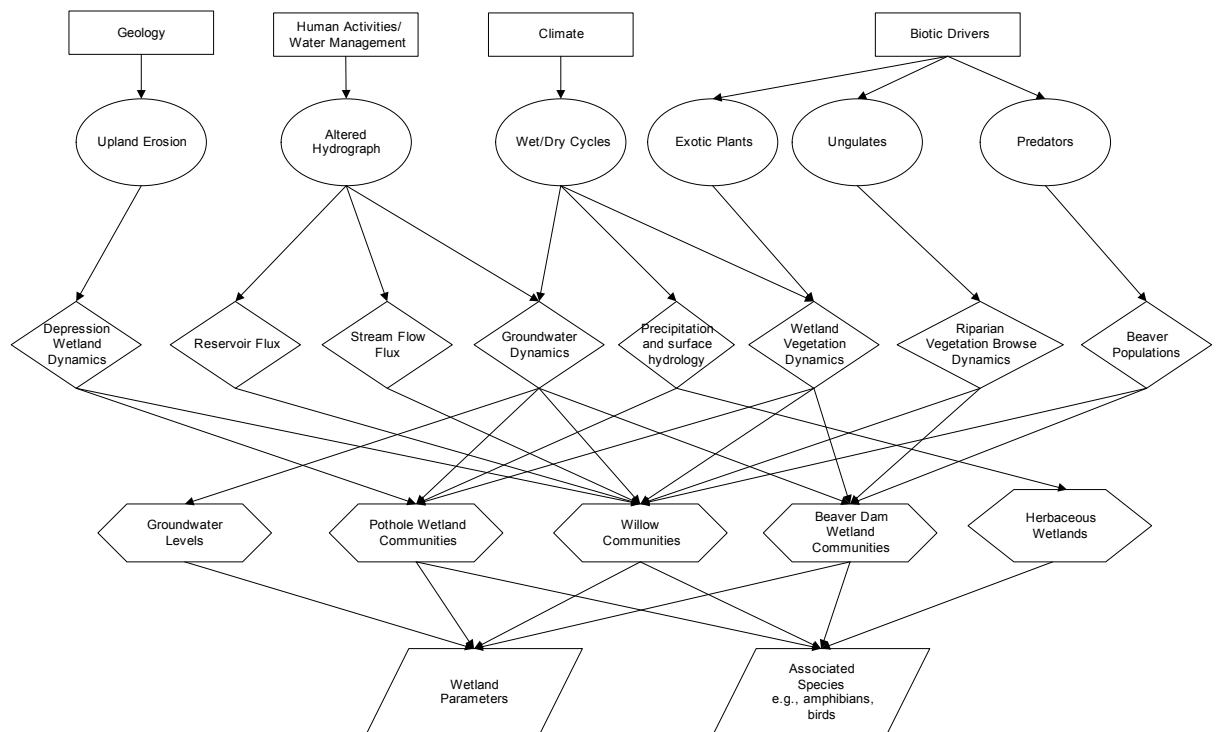 Geology
Human Activities/
Water Management
Climate
Biotic Drivers
Upland Erosion
Altered
Hydrograph
Wet/Dry Cycles
Exotic Plants
Ungulates
Predators
Depression
Wetland
Dynamics
Reservoir Flux
Stream Flow
Flux
Groundwater
Dynamics
Precipitation
and surface
hydrology
Wetland
Vegetation
Dynamics
Riparian
Vegetation Browse
Dynamics
Beaver
Populations
Groundwater
Levels
Pothole Wetland
Communities
Willow
Communities
Beaver Dam
Wetland
Communities
Herbaceous
Wetlands
Wetland
Parameters
Associated
Species
e.g., amphibians,
birds